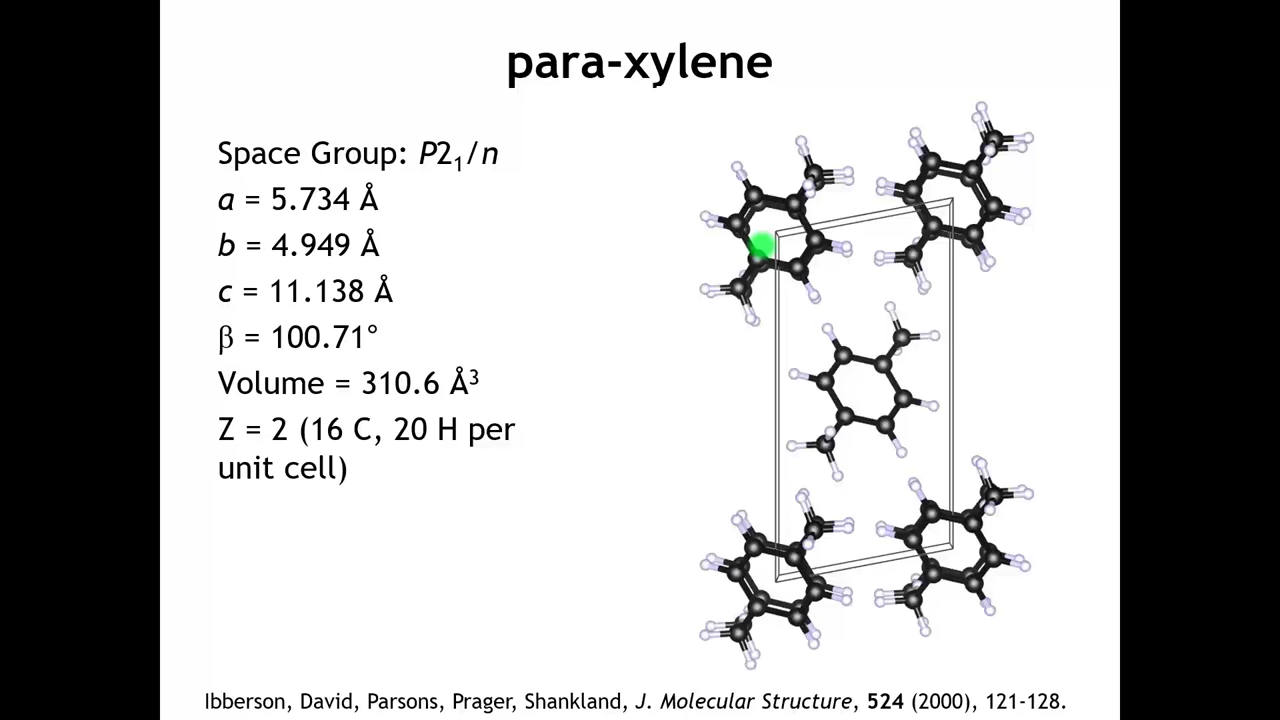 para-xylene
Space Group: P2₁/n
a = 5.734 Å
b = 4.949 Å
c = 11.138 Å
β = 100.71°
Volume = 310.6 Å³
Z = 2 (16 C, 20 H per
unit cell)
Ibberson, David, Parsons, Prager, Shankland, J. Molecular Structure, 524 (2000), 121-128.